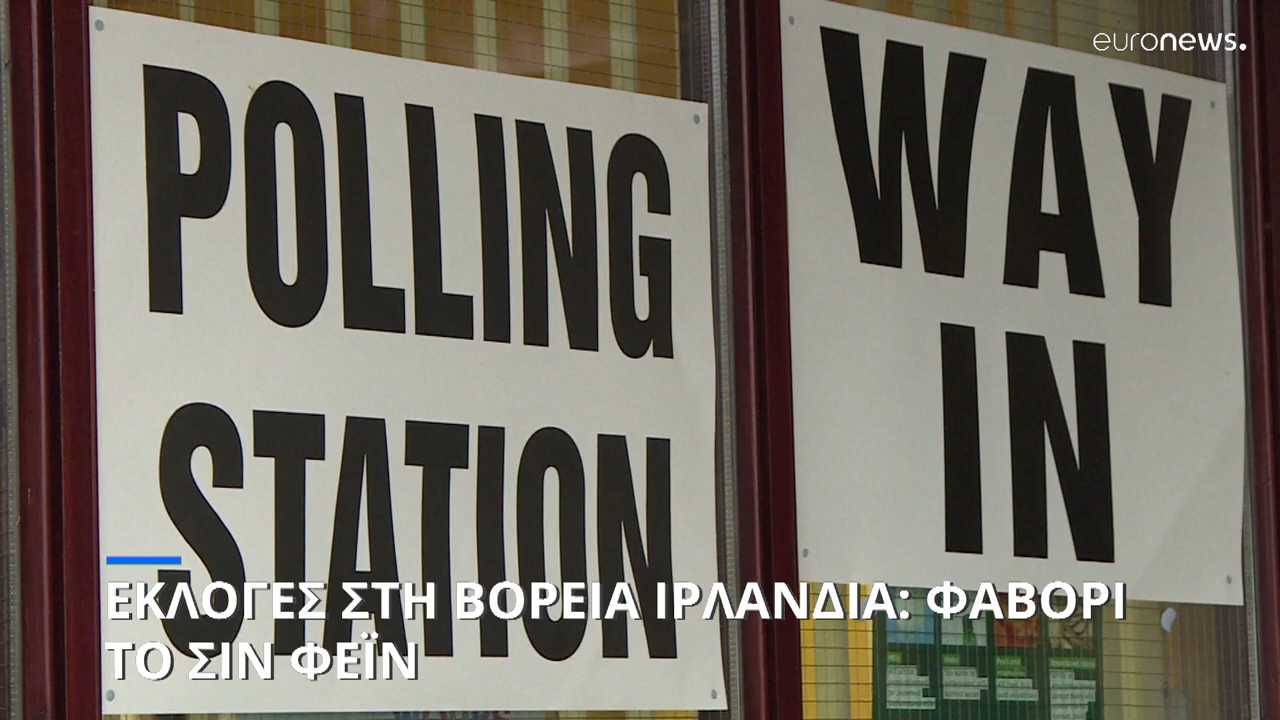 euronews.
POLLING
STATION
WAY
IN
ΕΚΛΟΓΕΣ ΣΤΗ ΒΟΡΕΙΑ ΙΡΛΑΝΔΙΑ: ΦΑΒΟΡΙ
ΤΟ ΣΙΝ ΦΕΪΝ